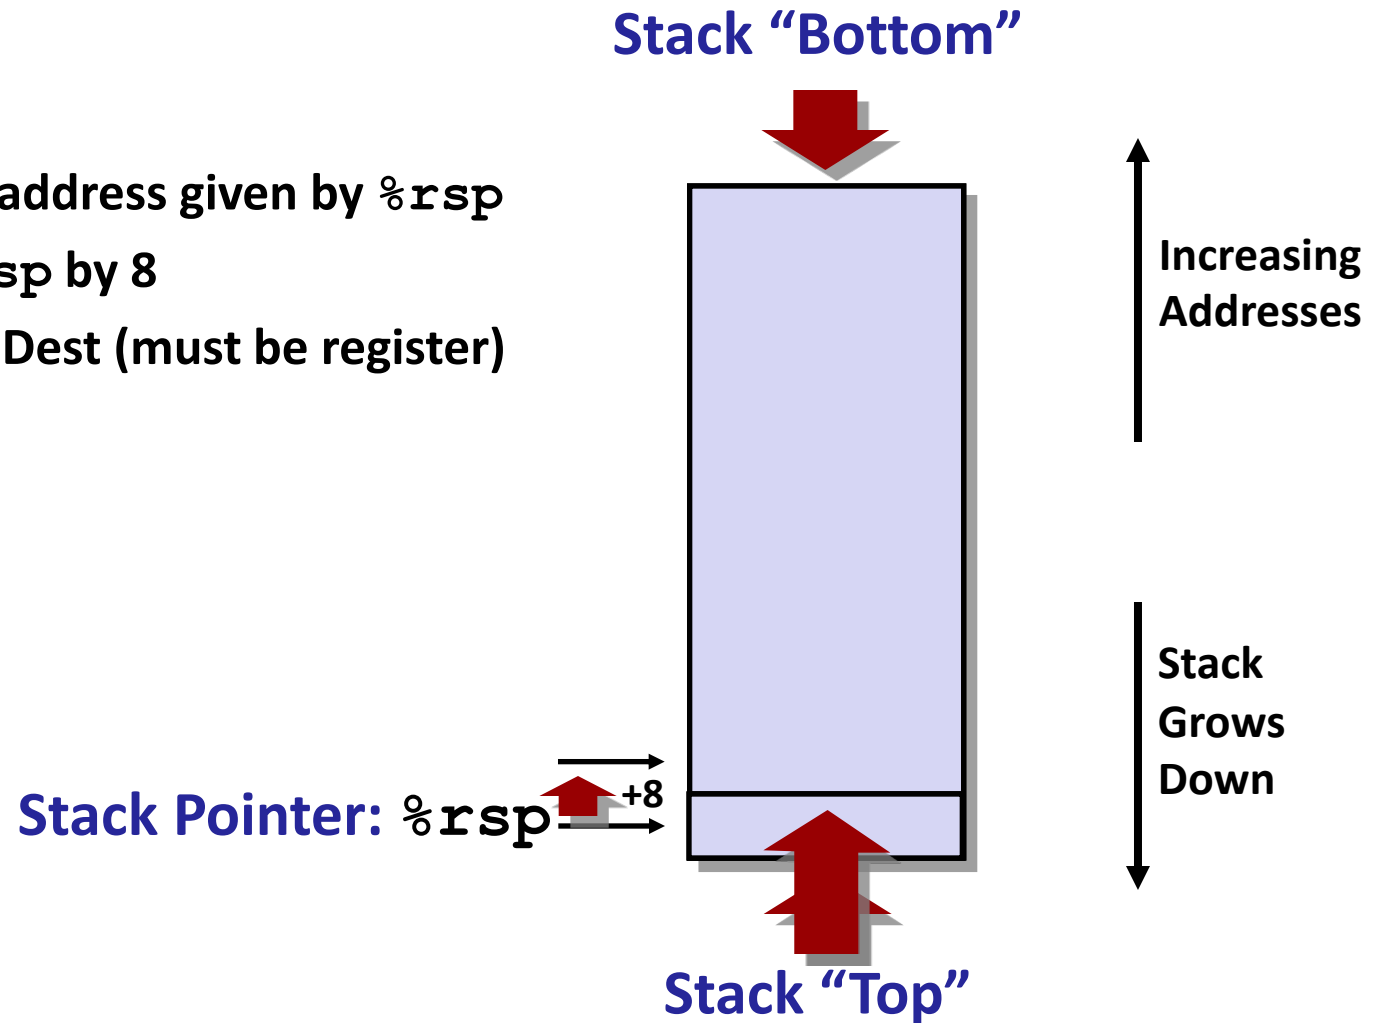 Stack “Bottom”
address given by %rsp
sp by 8
Dest (must be register)
Increasing
Addresses
Stack
Grows
Down
+8
Stack Pointer: %rsp
Stack “Top”